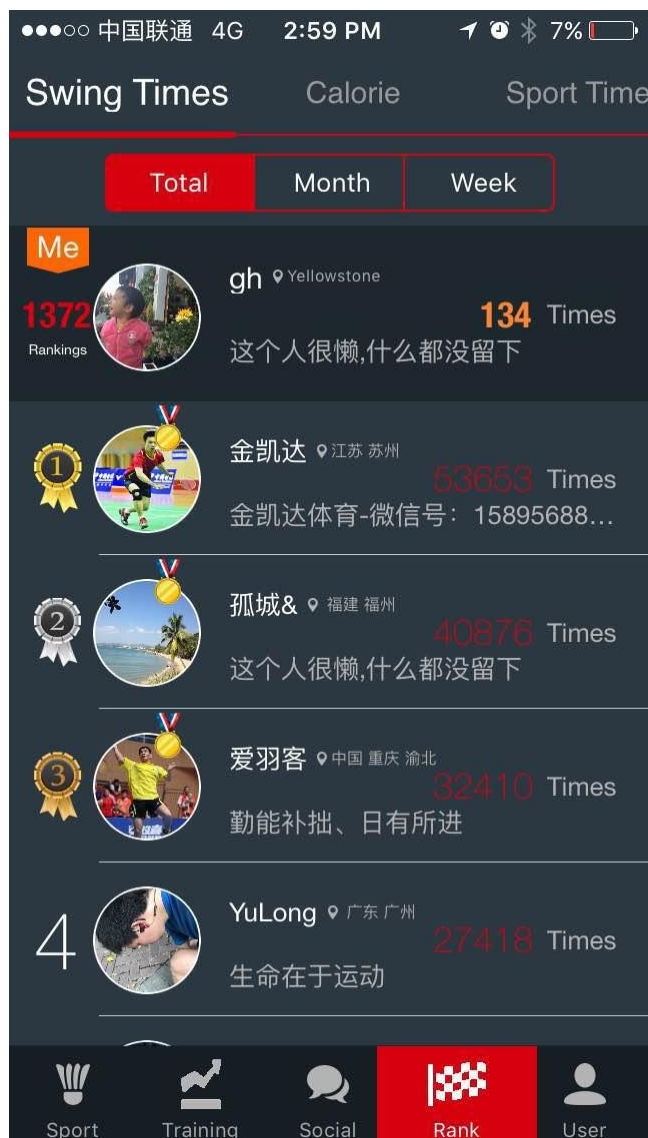 中国联通 4G 2:59 PM 7%
Swing Times Calorie Sport Time
Total Month Week
Me
gh Yellowstone
1372 134 Times
Rankings
这个人很懒,什么都没留下
1
金凯达 江苏 苏州
53653 Times
金凯达体育-微信号：15895688...
2
孤城& 福建 福州
40876 Times
这个人很懒,什么都没留下
3
爱羽客 中国 重庆 渝北
32410 Times
勤能补拙、日有所进
4
YuLong 广东 广州
27418 Times
生命在于运动
Sport Training Social Rank User